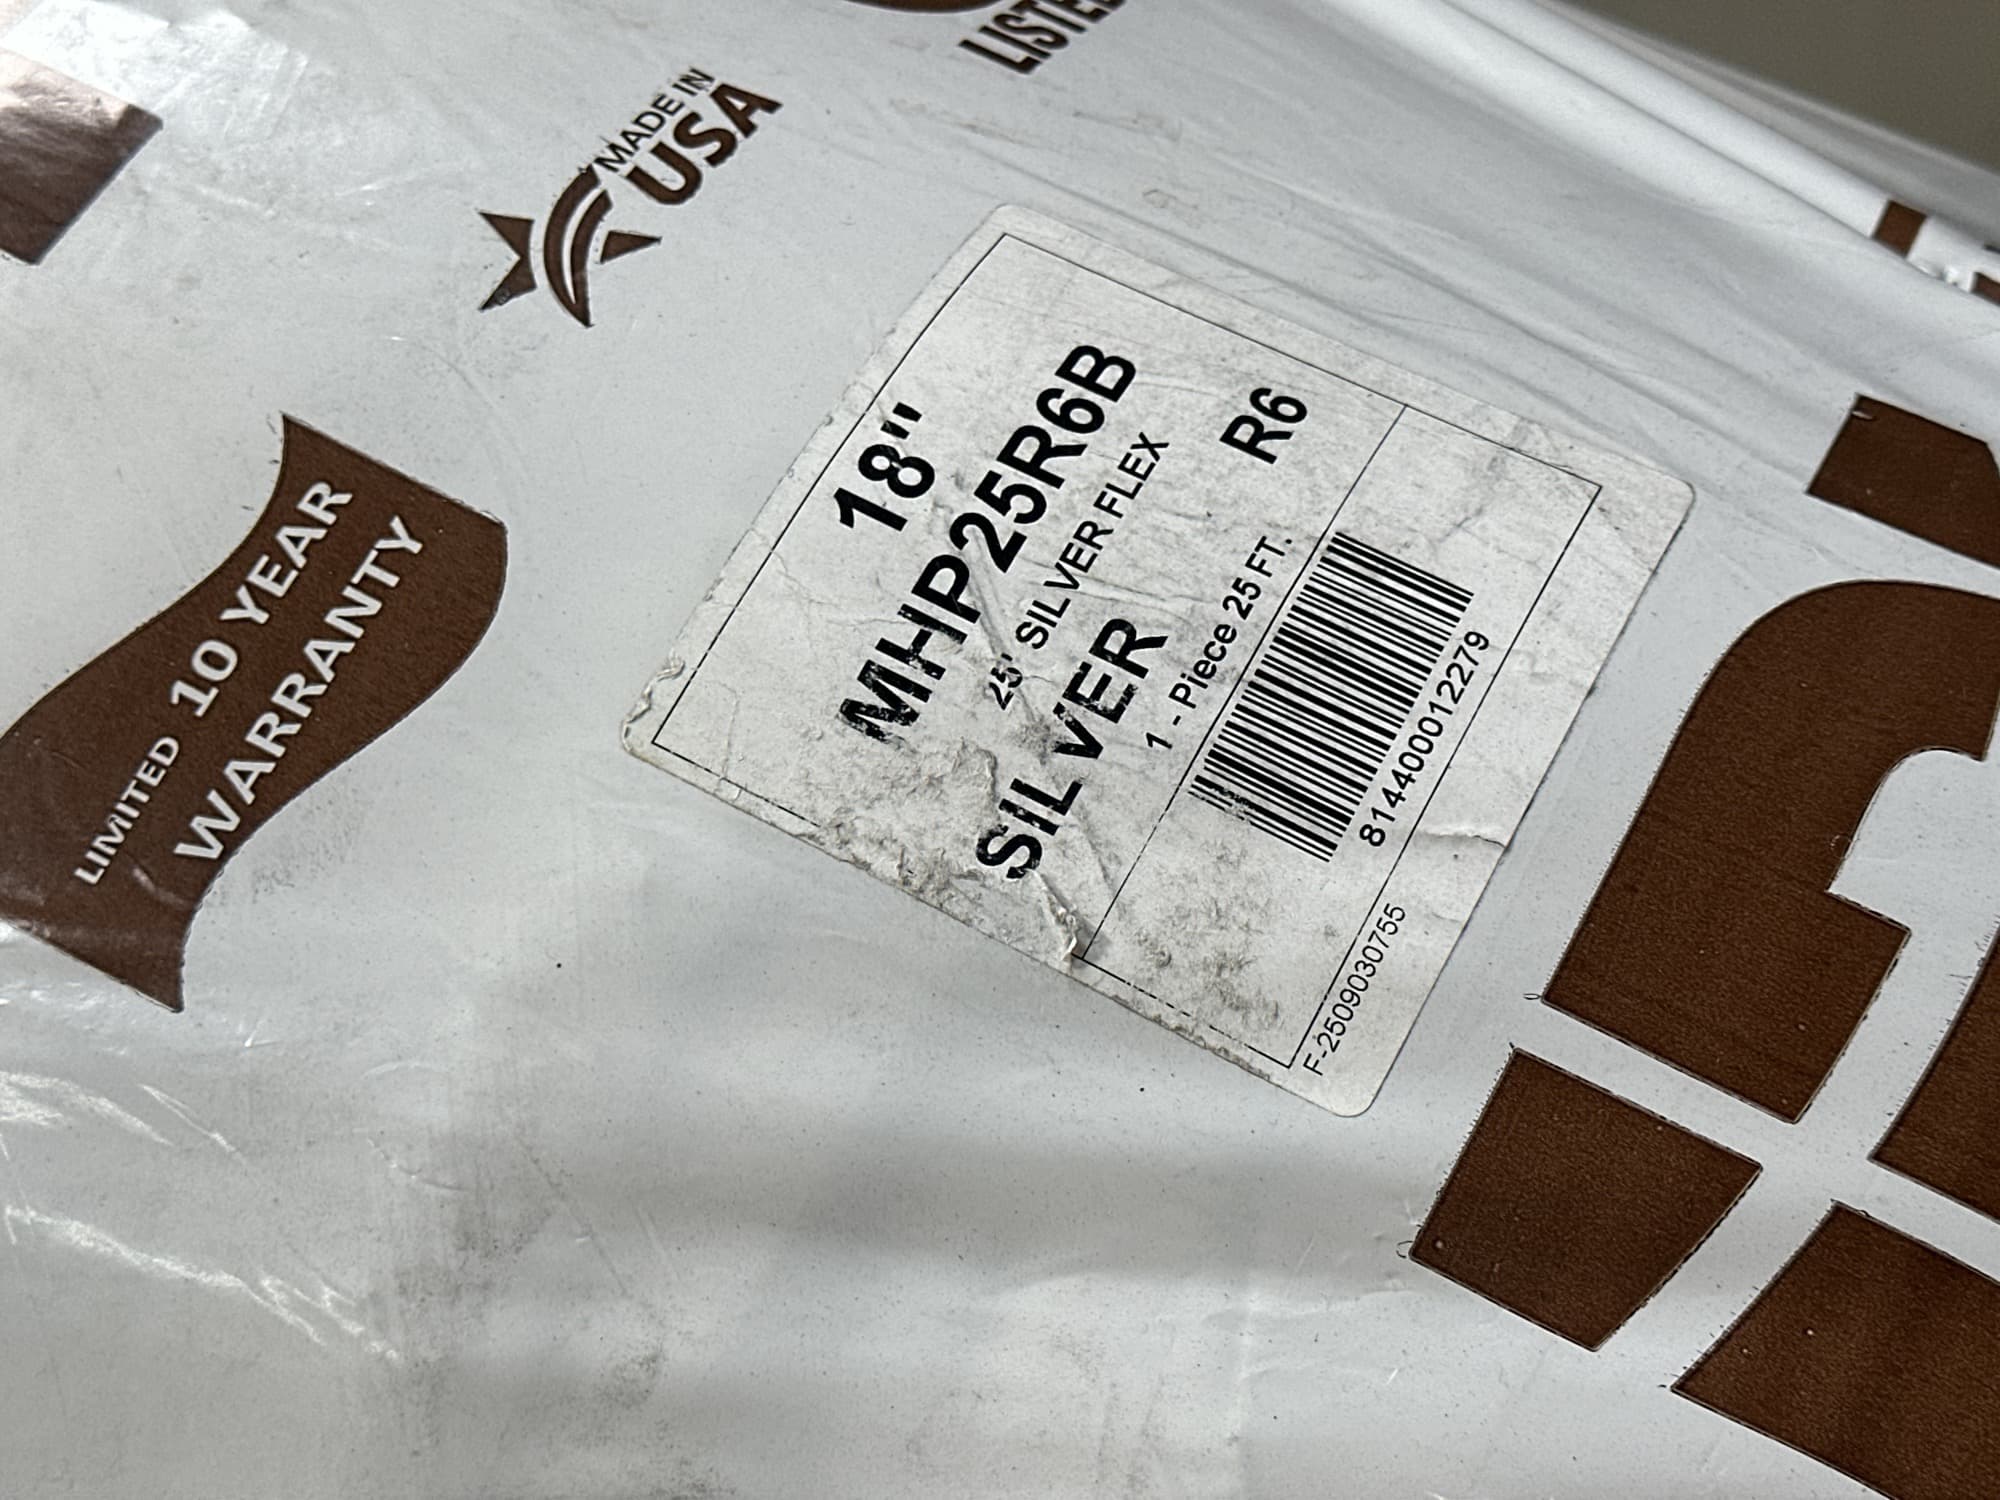 LISTED
MADE IN
USA
LIMITED 10 YEAR
WARRANTY
18"
MHP25R6B
25' SILVER FLEX
SILVER R6
1 - Piece 25 FT.
814400012279
F-2509030755